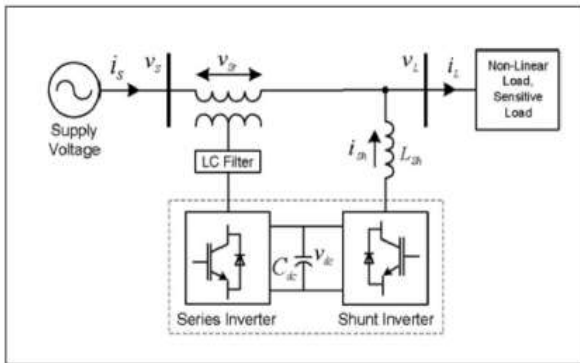 i_S
v_S
v_Sr
v_L
i_L
Non-Linear
Load,
Sensitive
Load
Supply
Voltage
LC Filter
i_Sh
L_Sh
C_dc
v_dc
Series Inverter
Shunt Inverter